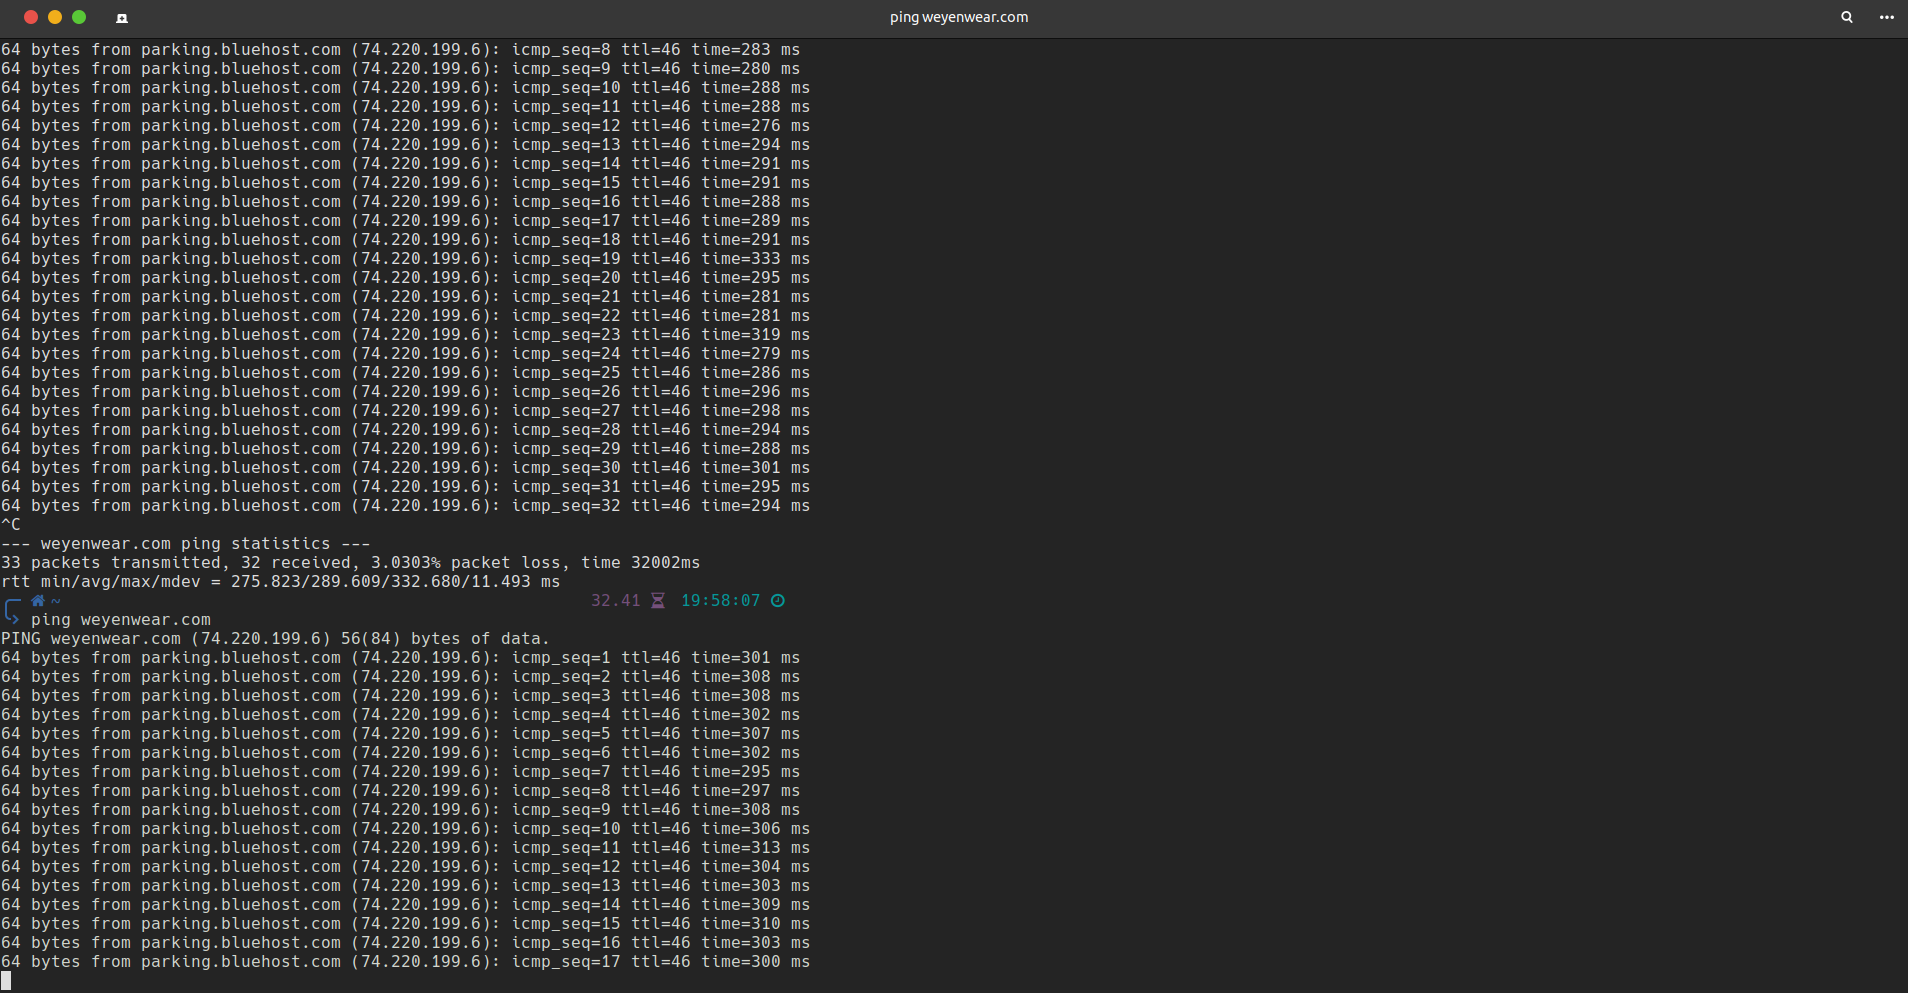 ping weyenwear.com
64 bytes from parking.bluehost.com (74.220.199.6): icmp_seq=8 ttl=46 time=283 ms
64 bytes from parking.bluehost.com (74.220.199.6): icmp_seq=9 ttl=46 time=280 ms
64 bytes from parking.bluehost.com (74.220.199.6): icmp_seq=10 ttl=46 time=288 ms
64 bytes from parking.bluehost.com (74.220.199.6): icmp_seq=11 ttl=46 time=288 ms
64 bytes from parking.bluehost.com (74.220.199.6): icmp_seq=12 ttl=46 time=276 ms
64 bytes from parking.bluehost.com (74.220.199.6): icmp_seq=13 ttl=46 time=294 ms
64 bytes from parking.bluehost.com (74.220.199.6): icmp_seq=14 ttl=46 time=291 ms
64 bytes from parking.bluehost.com (74.220.199.6): icmp_seq=15 ttl=46 time=291 ms
64 bytes from parking.bluehost.com (74.220.199.6): icmp_seq=16 ttl=46 time=288 ms
64 bytes from parking.bluehost.com (74.220.199.6): icmp_seq=17 ttl=46 time=289 ms
64 bytes from parking.bluehost.com (74.220.199.6): icmp_seq=18 ttl=46 time=291 ms
64 bytes from parking.bluehost.com (74.220.199.6): icmp_seq=19 ttl=46 time=333 ms
64 bytes from parking.bluehost.com (74.220.199.6): icmp_seq=20 ttl=46 time=295 ms
64 bytes from parking.bluehost.com (74.220.199.6): icmp_seq=21 ttl=46 time=281 ms
64 bytes from parking.bluehost.com (74.220.199.6): icmp_seq=22 ttl=46 time=281 ms
64 bytes from parking.bluehost.com (74.220.199.6): icmp_seq=23 ttl=46 time=319 ms
64 bytes from parking.bluehost.com (74.220.199.6): icmp_seq=24 ttl=46 time=279 ms
64 bytes from parking.bluehost.com (74.220.199.6): icmp_seq=25 ttl=46 time=286 ms
64 bytes from parking.bluehost.com (74.220.199.6): icmp_seq=26 ttl=46 time=296 ms
64 bytes from parking.bluehost.com (74.220.199.6): icmp_seq=27 ttl=46 time=298 ms
64 bytes from parking.bluehost.com (74.220.199.6): icmp_seq=28 ttl=46 time=294 ms
64 bytes from parking.bluehost.com (74.220.199.6): icmp_seq=29 ttl=46 time=288 ms
64 bytes from parking.bluehost.com (74.220.199.6): icmp_seq=30 ttl=46 time=301 ms
64 bytes from parking.bluehost.com (74.220.199.6): icmp_seq=31 ttl=46 time=295 ms
64 bytes from parking.bluehost.com (74.220.199.6): icmp_seq=32 ttl=46 time=294 ms
^C
--- weyenwear.com ping statistics ---
33 packets transmitted, 32 received, 3.0303% packet loss, time 32002ms
rtt min/avg/max/mdev = 275.823/289.609/332.680/11.493 ms
~ 32.41 19:58:07
ping weyenwear.com
PING weyenwear.com (74.220.199.6) 56(84) bytes of data.
64 bytes from parking.bluehost.com (74.220.199.6): icmp_seq=1 ttl=46 time=301 ms
64 bytes from parking.bluehost.com (74.220.199.6): icmp_seq=2 ttl=46 time=308 ms
64 bytes from parking.bluehost.com (74.220.199.6): icmp_seq=3 ttl=46 time=308 ms
64 bytes from parking.bluehost.com (74.220.199.6): icmp_seq=4 ttl=46 time=302 ms
64 bytes from parking.bluehost.com (74.220.199.6): icmp_seq=5 ttl=46 time=307 ms
64 bytes from parking.bluehost.com (74.220.199.6): icmp_seq=6 ttl=46 time=302 ms
64 bytes from parking.bluehost.com (74.220.199.6): icmp_seq=7 ttl=46 time=295 ms
64 bytes from parking.bluehost.com (74.220.199.6): icmp_seq=8 ttl=46 time=297 ms
64 bytes from parking.bluehost.com (74.220.199.6): icmp_seq=9 ttl=46 time=308 ms
64 bytes from parking.bluehost.com (74.220.199.6): icmp_seq=10 ttl=46 time=306 ms
64 bytes from parking.bluehost.com (74.220.199.6): icmp_seq=11 ttl=46 time=313 ms
64 bytes from parking.bluehost.com (74.220.199.6): icmp_seq=12 ttl=46 time=304 ms
64 bytes from parking.bluehost.com (74.220.199.6): icmp_seq=13 ttl=46 time=303 ms
64 bytes from parking.bluehost.com (74.220.199.6): icmp_seq=14 ttl=46 time=309 ms
64 bytes from parking.bluehost.com (74.220.199.6): icmp_seq=15 ttl=46 time=310 ms
64 bytes from parking.bluehost.com (74.220.199.6): icmp_seq=16 ttl=46 time=303 ms
64 bytes from parking.bluehost.com (74.220.199.6): icmp_seq=17 ttl=46 time=300 ms